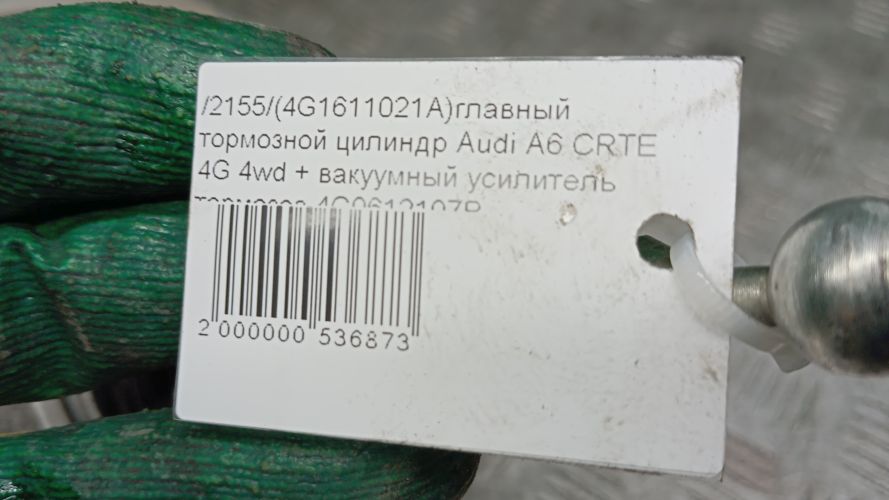 /2155/(4G1611021A)главный
тормозной цилиндр Audi A6 CRTE
4G 4wd + вакуумный усилитель
2 000000 536873